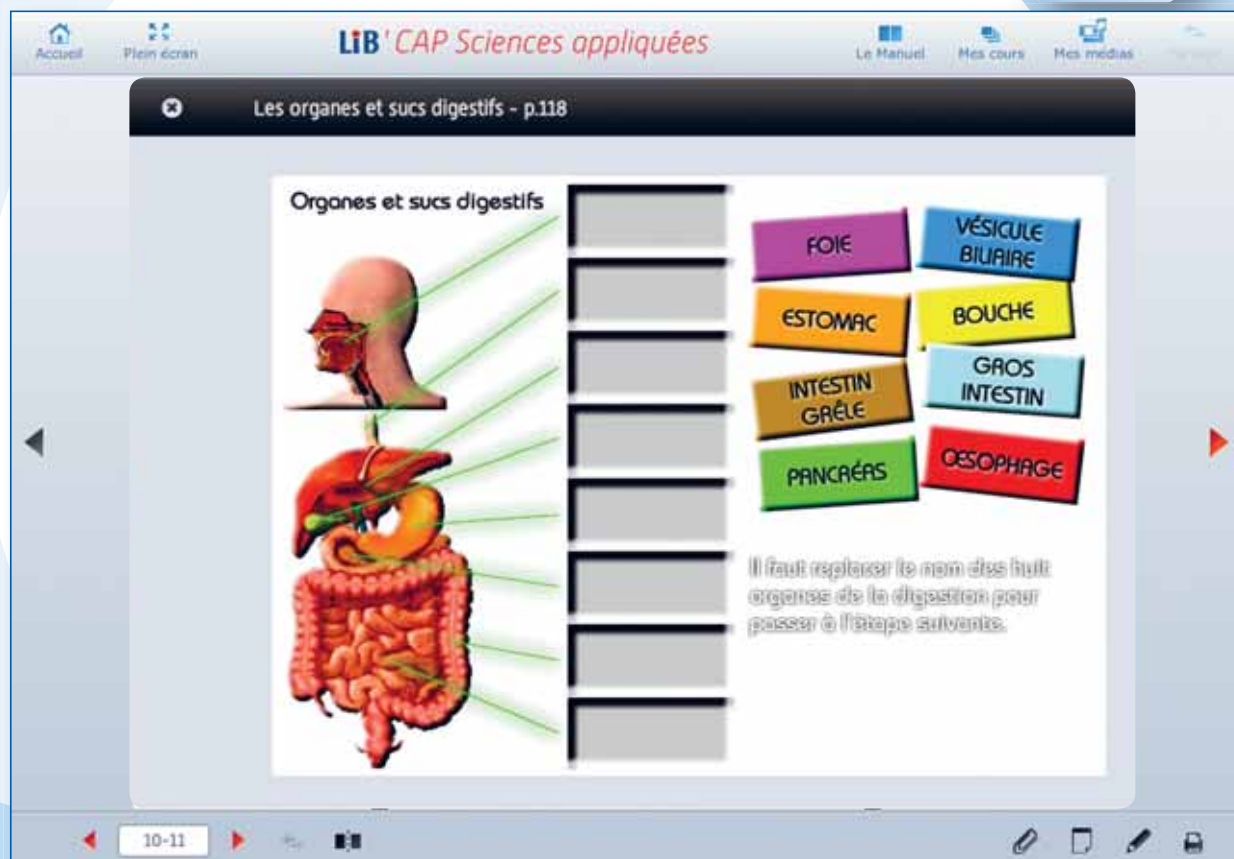 Accueil
Plein écran
LiB' CAP Sciences appliquées
Le Manuel
Mes cours
Mes médias
Les organes et sucs digestifs - p.118
Organes et sucs digestifs
FOIE
VÉSICULE
BILIAIRE
ESTOMAC
BOUCHE
INTESTIN
GRÊLE
GROS
INTESTIN
PANCRÉAS
ŒSOPHAGE
Il faut replacer le nom des huit
organes de la digestion pour
passer à l'étape suivante.
10-11